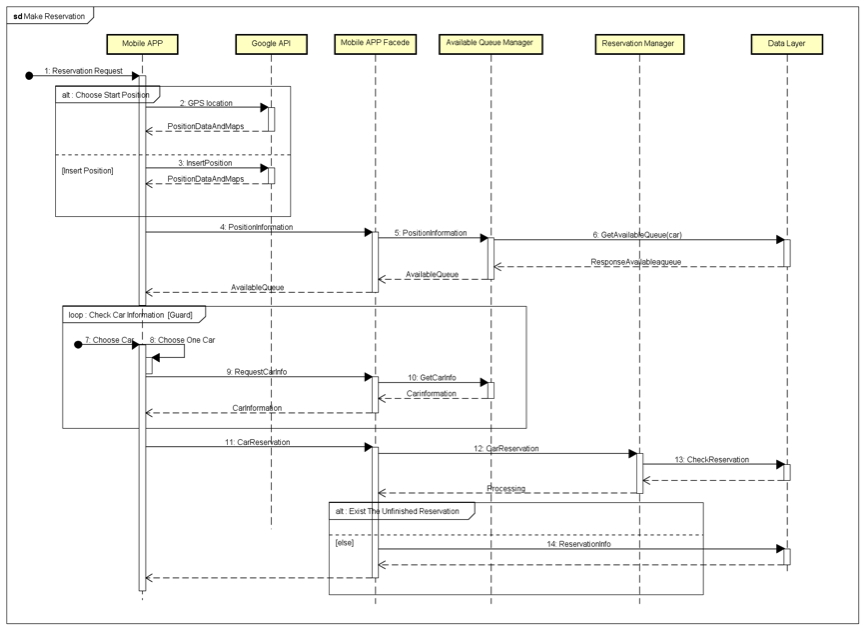 sd Make Reservation
Mobile APP
Google API
Mobile APP Facede
Available Queue Manager
Reservation Manager
Data Layer
1: Reservation Request
alt : Choose Start Position
2: GPS location
PositionDataAndMaps
3: InsertPosition
[Insert Position]
PositionDataAndMaps
4: PositionInformation
5: PositionInformation
6: GetAvailableQueue(car)
ResponseAvailableaqueue
AvailableQueue
AvailableQueue
loop : Check Car Information [Guard]
7: Choose Car
8: Choose One Car
9: RequestCarInfo
10: GetCarInfo
CarInformation
CarInformation
11: CarReservation
12: CarReservation
13: CheckReservation
Processing
alt : Exist The Unfinished Reservation
[else]
14: ReservationInfo